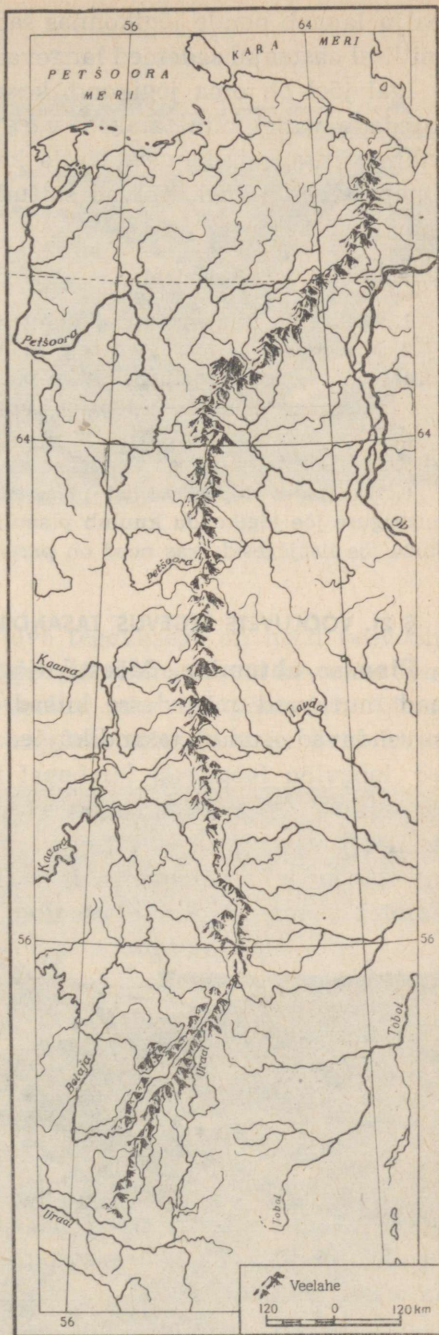 56
64
KARA
MERI
PETŠOORA
MERI
Ob
Petšoora
64
64
Ob
Petšoora
Kaama
Tavda
Kaama
56
56
Tobol
Uraal
Belaja
Tobol
Uraal
56
Veelahe
120 0 120 km